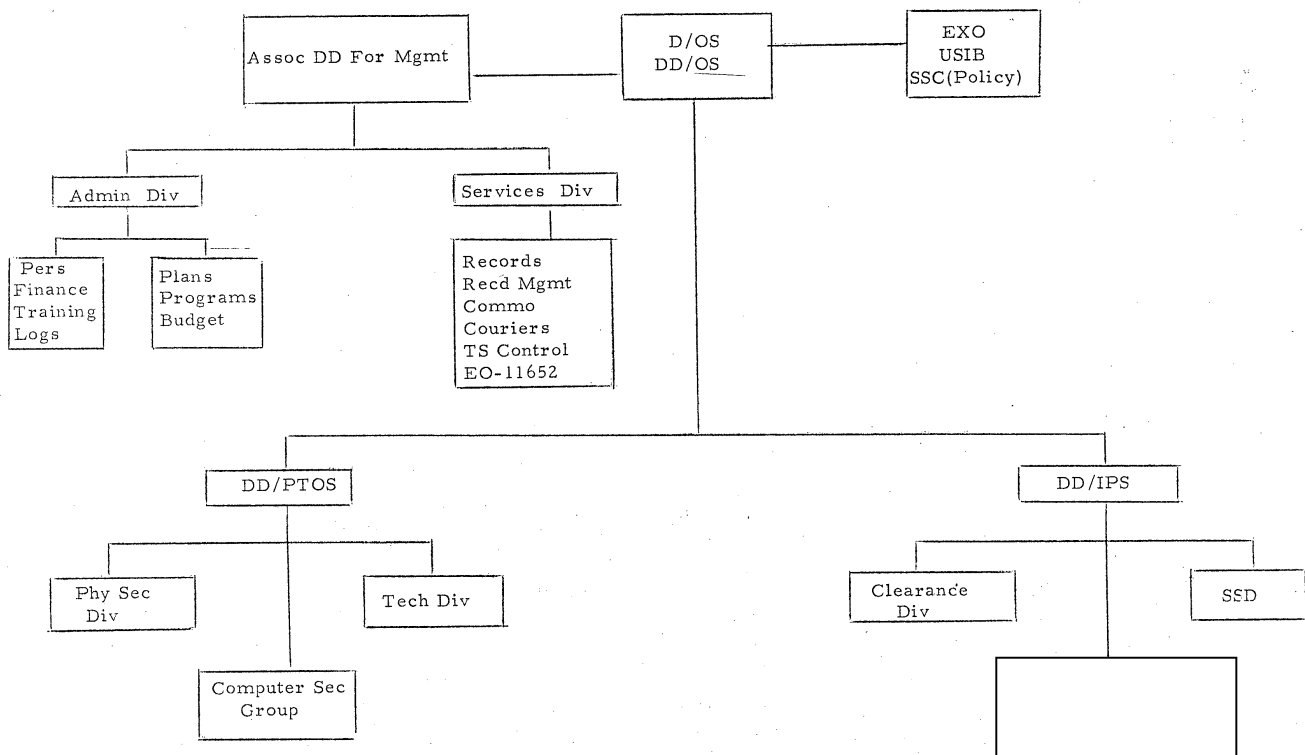 Assoc DD For Mgmt
D/OS
DD/OS
EXO
USIB
SSC(Policy)
Admin Div
Services Div
Pers
Finance
Training
Logs
Plans
Programs
Budget
Records
Recd Mgmt
Commo
Couriers
TS Control
EO-11652
DD/PTOS
DD/IPS
Phy Sec
Div
Tech Div
Computer Sec
Group
Clearance
Div
SSD